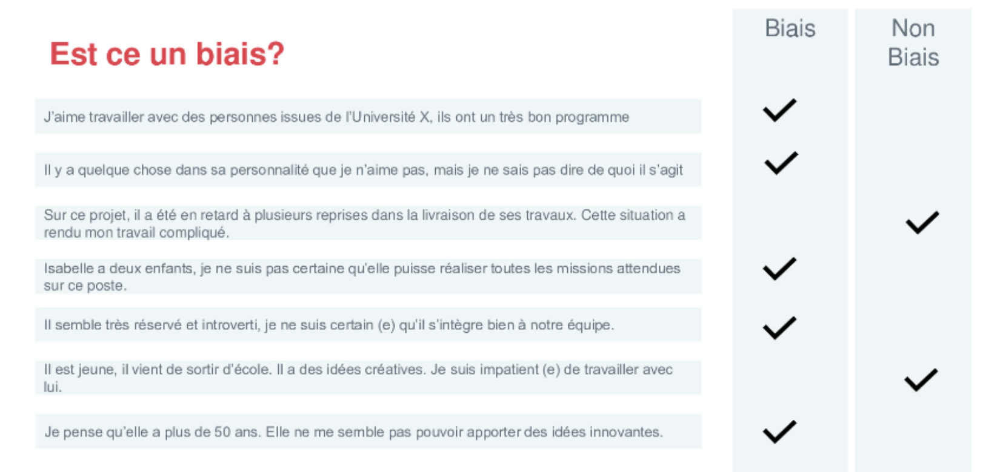 Biais
Non
Biais
Est ce un biais?
J'aime travailler avec des personnes issues de l'Université X, ils ont un très bon programme
Il y a quelque chose dans sa personnalité que je n'aime pas, mais je ne sais pas dire de quoi il s'agit
Sur ce projet, il a été en retard à plusieurs reprises dans la livraison de ses travaux. Cette situation a
rendu mon travail compliqué.
Isabelle a deux enfants, je ne suis pas certaine qu'elle puisse réaliser toutes les missions attendues
sur ce poste.
Il semble très réservé et introverti, je ne suis certain (e) qu'il s'intègre bien à notre équipe.
Il est jeune, il vient de sortir d'école. Il a des idées créatives. Je suis impatient (e) de travailler avec
lui.
Je pense qu'elle a plus de 50 ans. Elle ne me semble pas pouvoir apporter des idées innovantes.